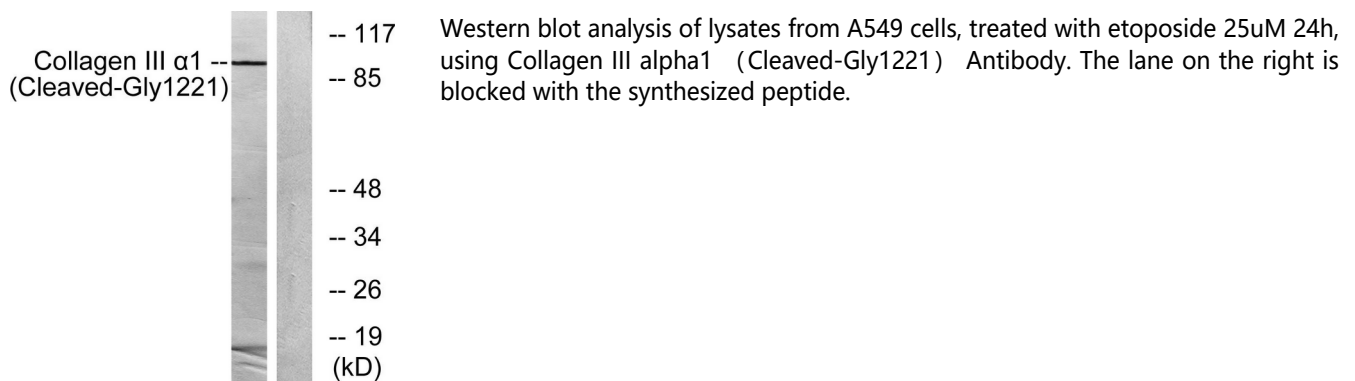 -- 117
Collagen III α1 --
(Cleaved-Gly1221)
-- 85
-- 48
-- 34
-- 26
-- 19
(kD)
Western blot analysis of lysates from A549 cells, treated with etoposide 25uM 24h,
using Collagen III alpha1 （Cleaved-Gly1221） Antibody. The lane on the right is
blocked with the synthesized peptide.